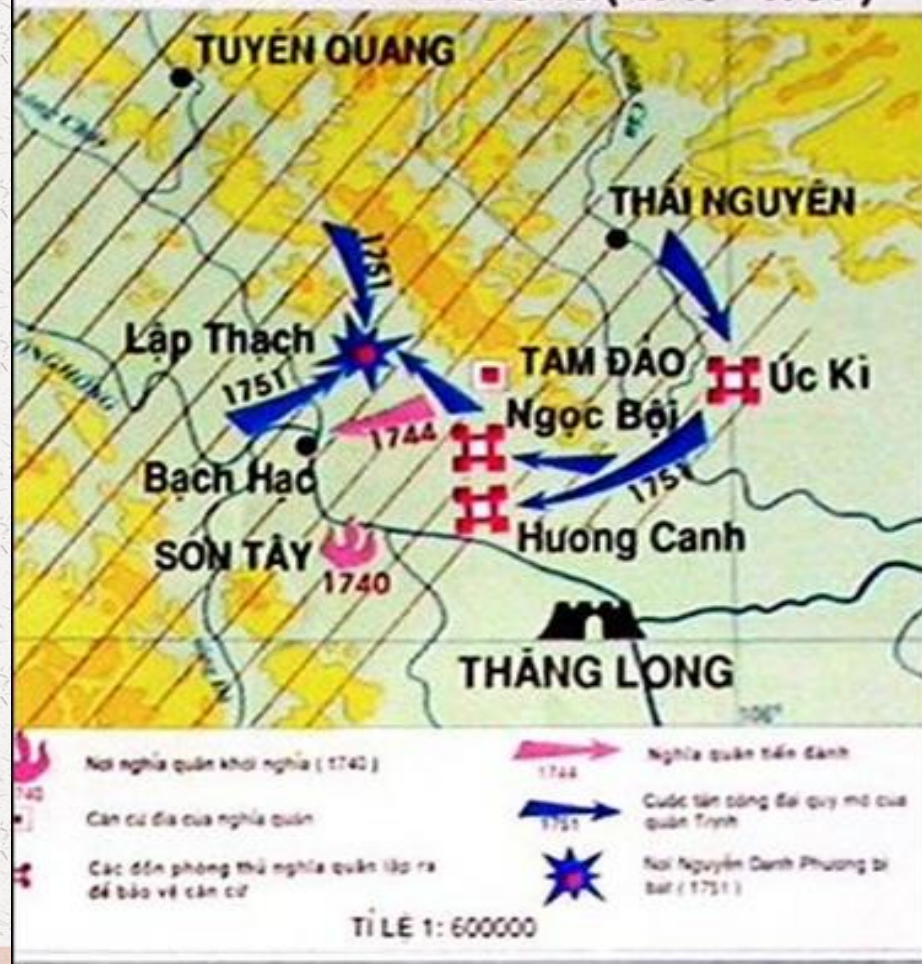 TUYÊN QUANG
THÁI NGUYÊN
1751
Lập Thạch
1751
TAM ĐẢO
Úc Kì
Ngọc Bội
1744
1751
Bạch Hạc
SƠN TÂY
1740
Hương Canh
THĂNG LONG
106°
Nơi nghĩa quân khởi nghĩa (1740)
Nghĩa quân tiến đánh
1744
Căn cứ địa của nghĩa quân
Cuộc tấn công đại quy mô của
quân Trịnh
1751
Các đồn phòng thủ nghĩa quân lập ra
để bảo vệ căn cứ
Nơi Nguyễn Danh Phương bị
bắt (1751)
TỈ LỆ 1: 600000